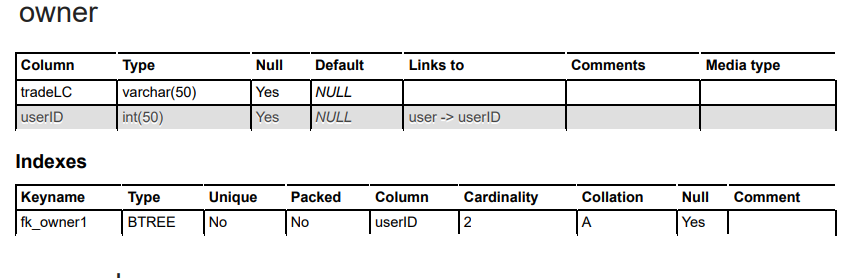 owner
Column Type Null Default Links to Comments Media type
tradeLC varchar(50) Yes NULL
userID int(50) Yes NULL user -> userID
Indexes
Keyname Type Unique Packed Column Cardinality Collation Null Comment
fk_owner1 BTREE No No userID 2 A Yes